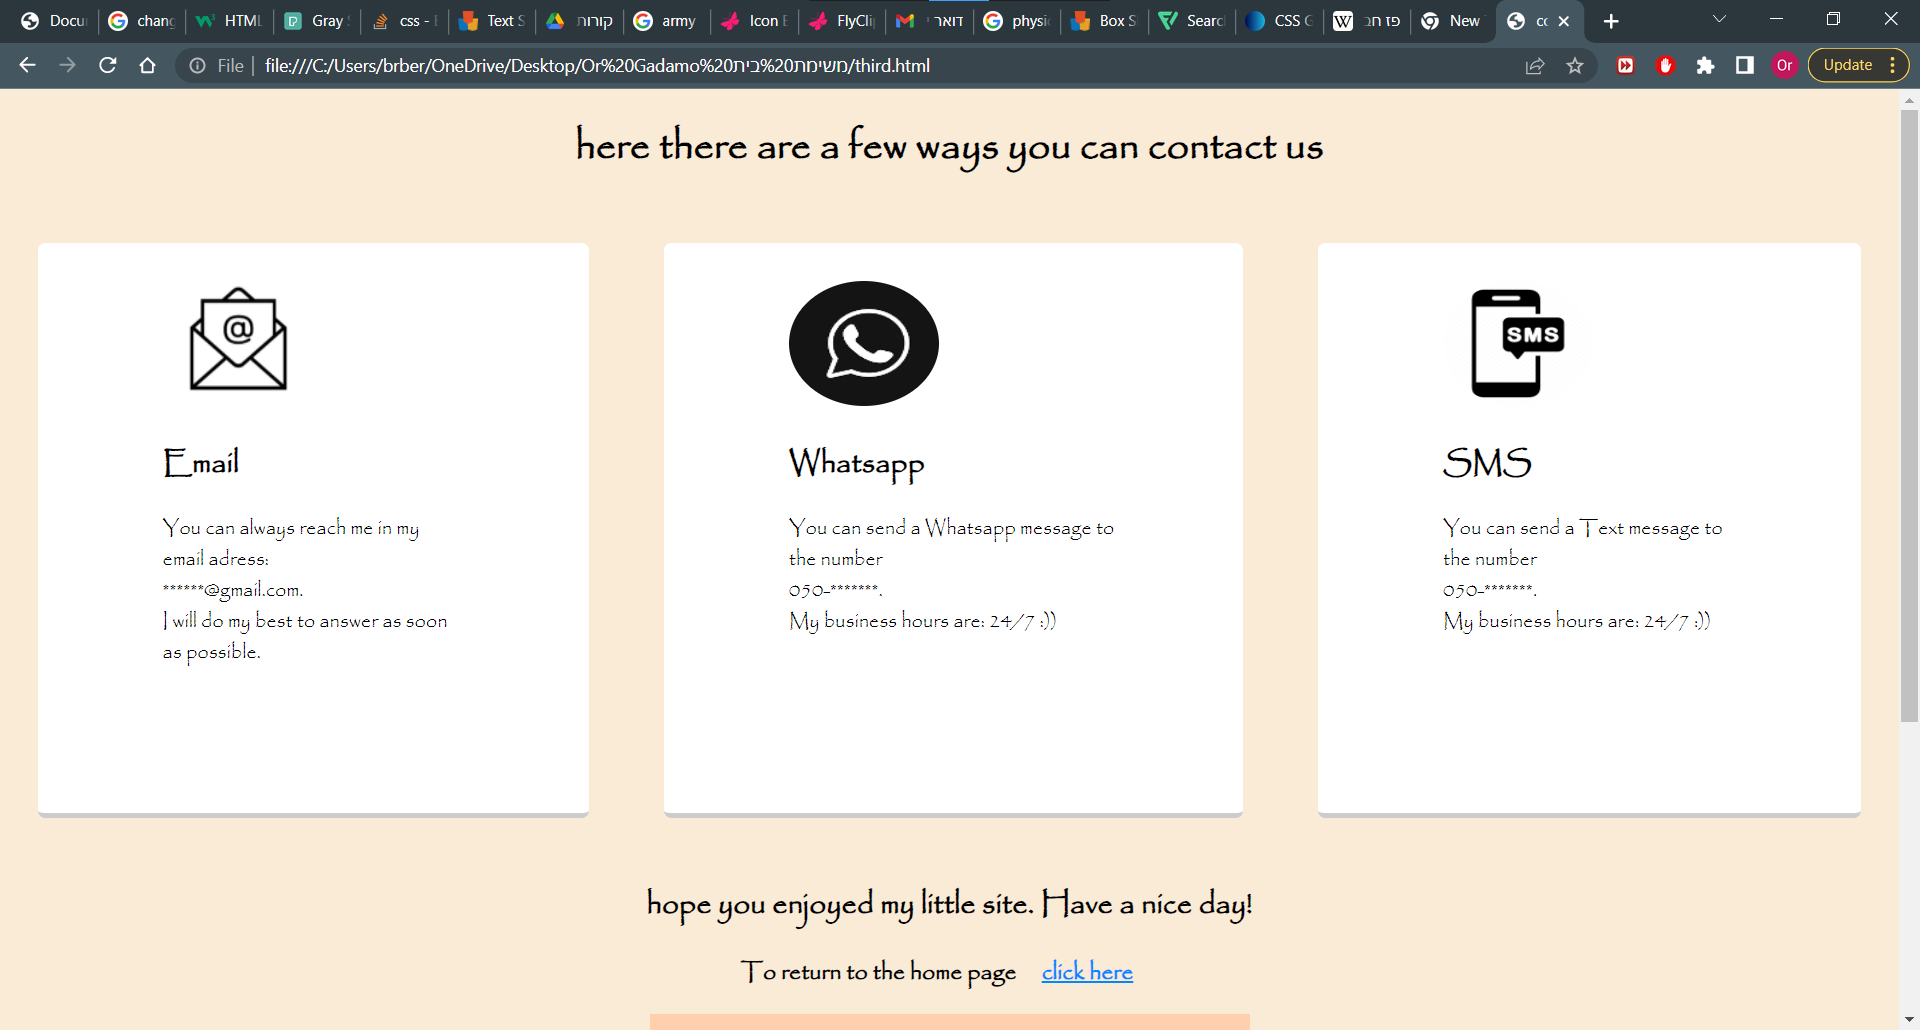 Docu
chang
HTML
Gray S
css - B
Text S
קורות
army
Icon E
FlyCli
דואר י
physi
Box S
Searc
CSS G
פז חב
New
co
File
file:///C:/Users/brber/OneDrive/Desktop/Or%20Gadamo%20משימת%20בית/third.html
Or
Update
here there are a few ways you can contact us
@
SMS
Email
Whatsapp
SMS
You can always reach me in my
email adress:
******@gmail.com.
I will do my best to answer as soon
as possible.
You can send a Whatsapp message to
the number
050-*******.
My business hours are: 24/7 :))
You can send a Text message to
the number
050-*******.
My business hours are: 24/7 :))
hope you enjoyed my little site. Have a nice day!
To return to the home page click here